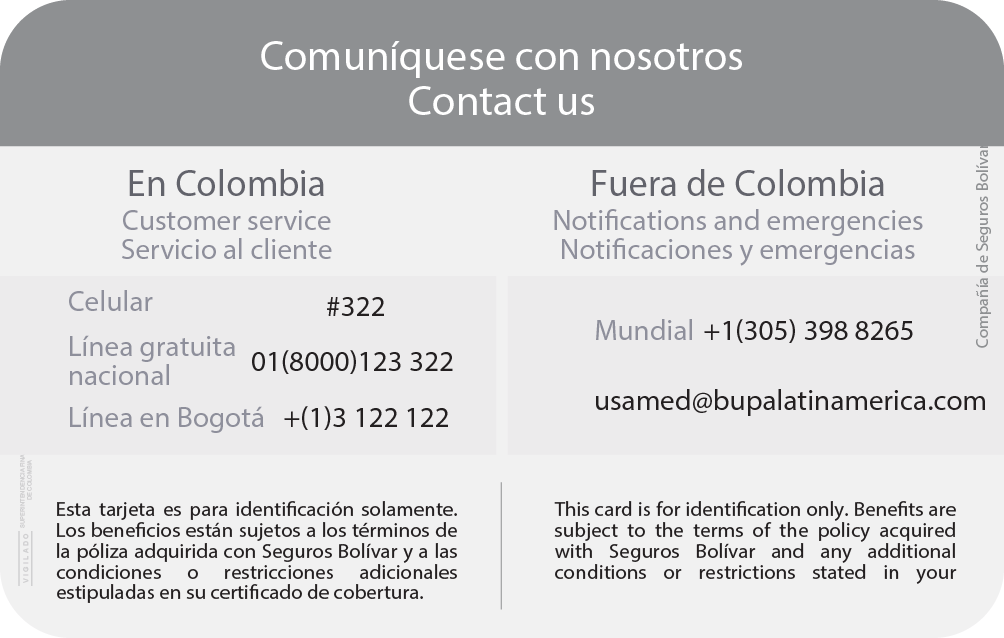 Comuníquese con nosotros
Contact us
En Colombia
Customer service
Servicio al cliente
Celular #322
Línea gratuita
nacional 01(8000)123 322
Línea en Bogotá +(1)3 122 122
Fuera de Colombia
Notifications and emergencies
Notificaciones y emergencias
Mundial +1(305) 398 8265
usamed@bupalatinamerica.com
Compañía de Seguros Bolívar
VIGILADO
SUPERINTENDENCIA FIN
DE COLOMBIA
Esta tarjeta es para identificación solamente.
Los beneficios están sujetos a los términos de
la póliza adquirida con Seguros Bolívar y a las
condiciones o restricciones adicionales
estipuladas en su certificado de cobertura.
This card is for identification only. Benefits are
subject to the terms of the policy acquired
with Seguros Bolívar and any additional
conditions or restrictions stated in your